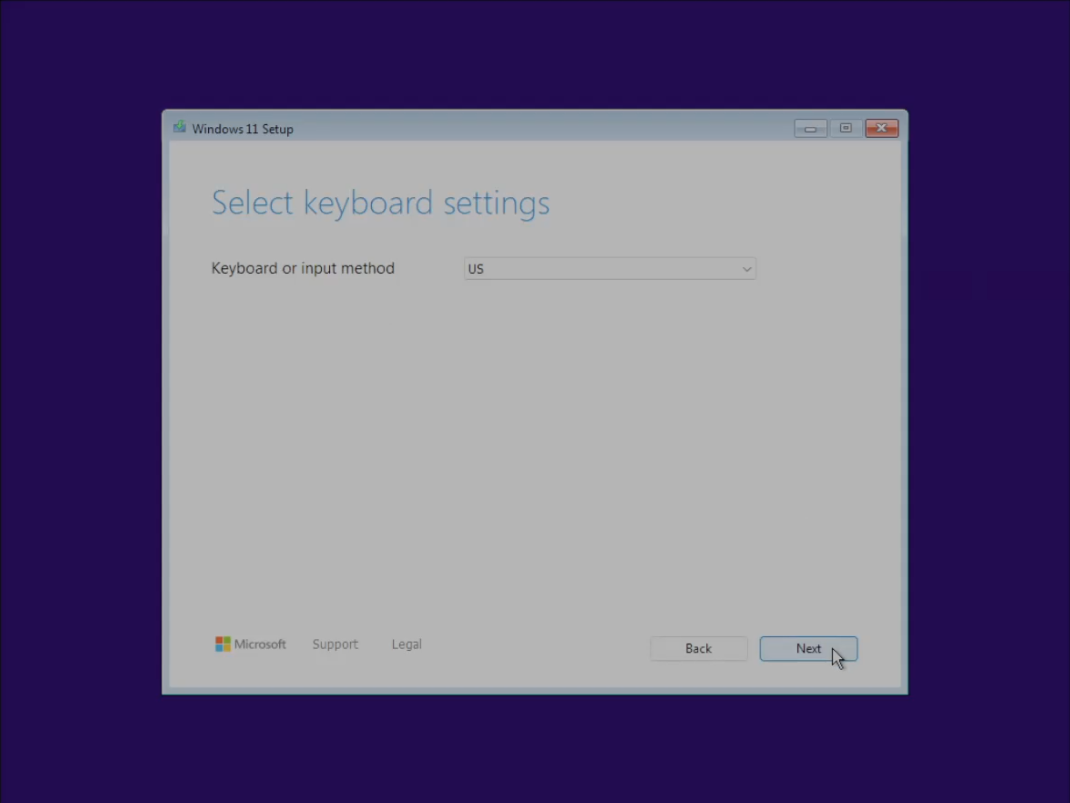 Windows 11 Setup
Select keyboard settings
Keyboard or input method
US
Microsoft
Support
Legal
Back
Next